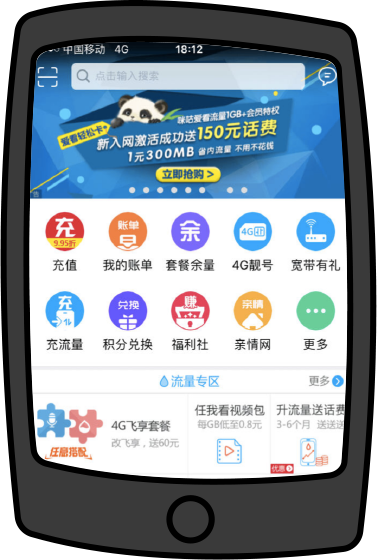 中国移动 4G 18:12
点击输入搜索
咪咕爱看流量1GB+会员特权
爱看轻松卡+
新入网激活成功送150元话费
1元300MB 省内流量 不用不花钱
立即抢购 >
充 账单 余 4G
9.95折
充值 我的账单 套餐余量 4G靓号 宽带有礼
充 兑换 赚 亲情
充流量 积分兑换 福利社 亲情网 更多
流量专区 更多
4G飞享套餐 任我看视频包 升流量送话费
改飞享，送60元 每GB低至0.8元 3-6个月 送送送
任意指校
优惠